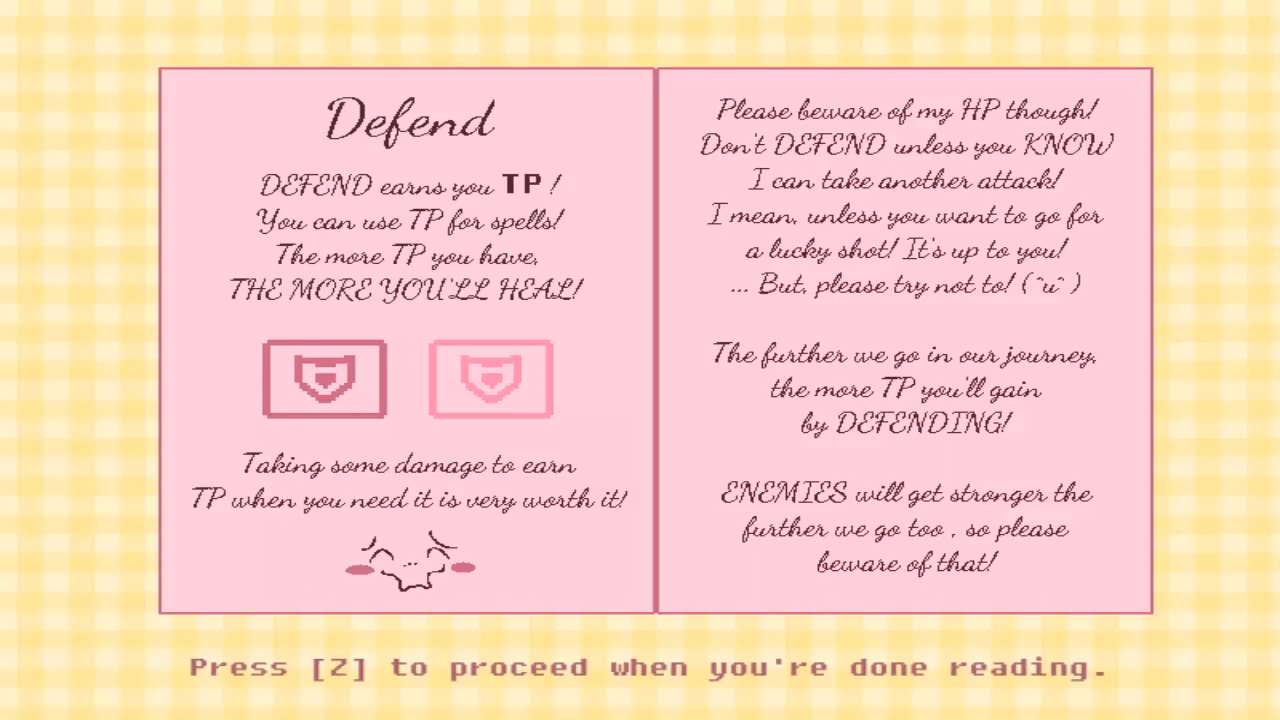 Defend
DEFEND earns you TP !
You can use TP for spells!
The more TP you have,
THE MORE YOU'LL HEAL!
Taking some damage to earn
TP when you need it is very worth it!
Please beware of my HP though!
Don't DEFEND unless you KNOW
I can take another attack!
I mean, unless you want to go for
a lucky shot! It's up to you!
... But, please try not to! (^u^ )
The further we go in our journey,
the more TP you'll gain
by DEFENDING!
ENEMIES will get stronger the
further we go too , so please
beware of that!
Press [Z] to proceed when you're done reading.